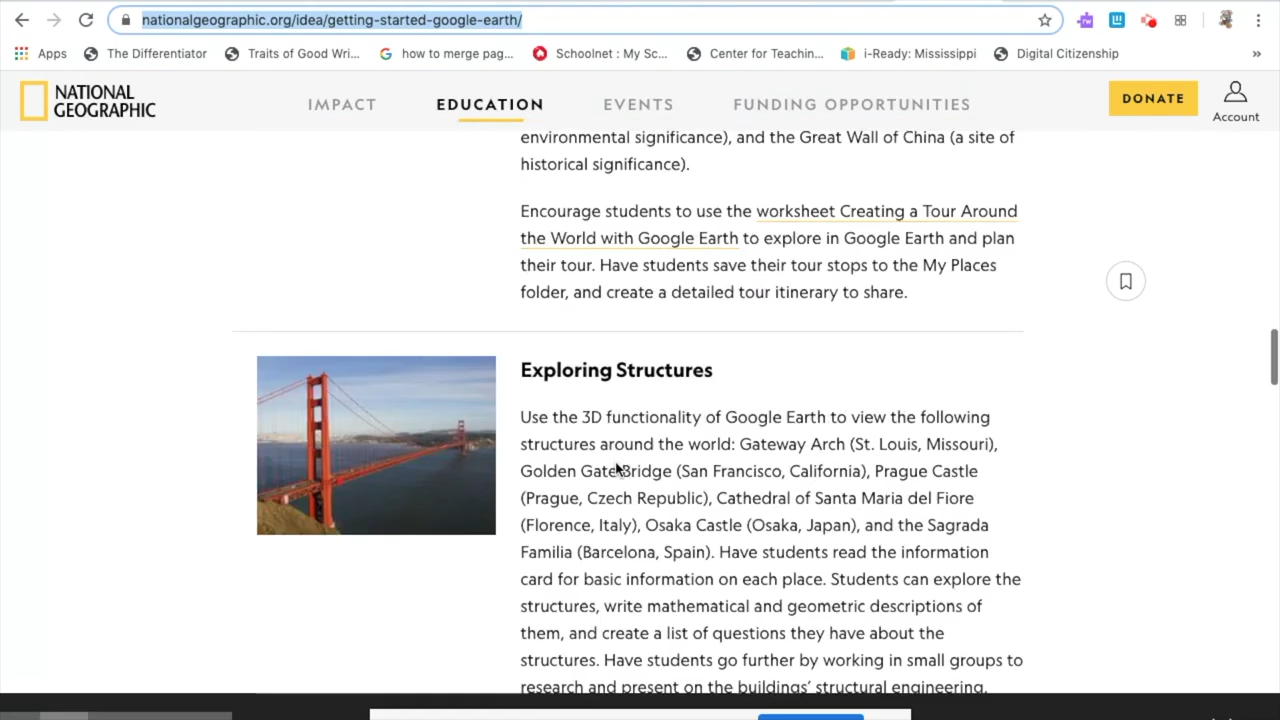 nationalgeographic.org/idea/getting-started-google-earth/
Apps The Differentiator Traits of Good Wri... how to merge pag... Schoolnet : My Sc... Center for Teachin... i-Ready: Mississippi Digital Citizenship »
NATIONAL
GEOGRAPHIC
IMPACT EDUCATION EVENTS FUNDING OPPORTUNITIES
DONATE
Account
environmental significance), and the Great Wall of China (a site of
historical significance).
Encourage students to use the worksheet Creating a Tour Around
the World with Google Earth to explore in Google Earth and plan
their tour. Have students save their tour stops to the My Places
folder, and create a detailed tour itinerary to share.
Exploring Structures
Use the 3D functionality of Google Earth to view the following
structures around the world: Gateway Arch (St. Louis, Missouri),
Golden Gate Bridge (San Francisco, California), Prague Castle
(Prague, Czech Republic), Cathedral of Santa Maria del Fiore
(Florence, Italy), Osaka Castle (Osaka, Japan), and the Sagrada
Familia (Barcelona, Spain). Have students read the information
card for basic information on each place. Students can explore the
structures, write mathematical and geometric descriptions of
them, and create a list of questions they have about the
structures. Have students go further by working in small groups to
research and present on the buildings’ structural engineering.